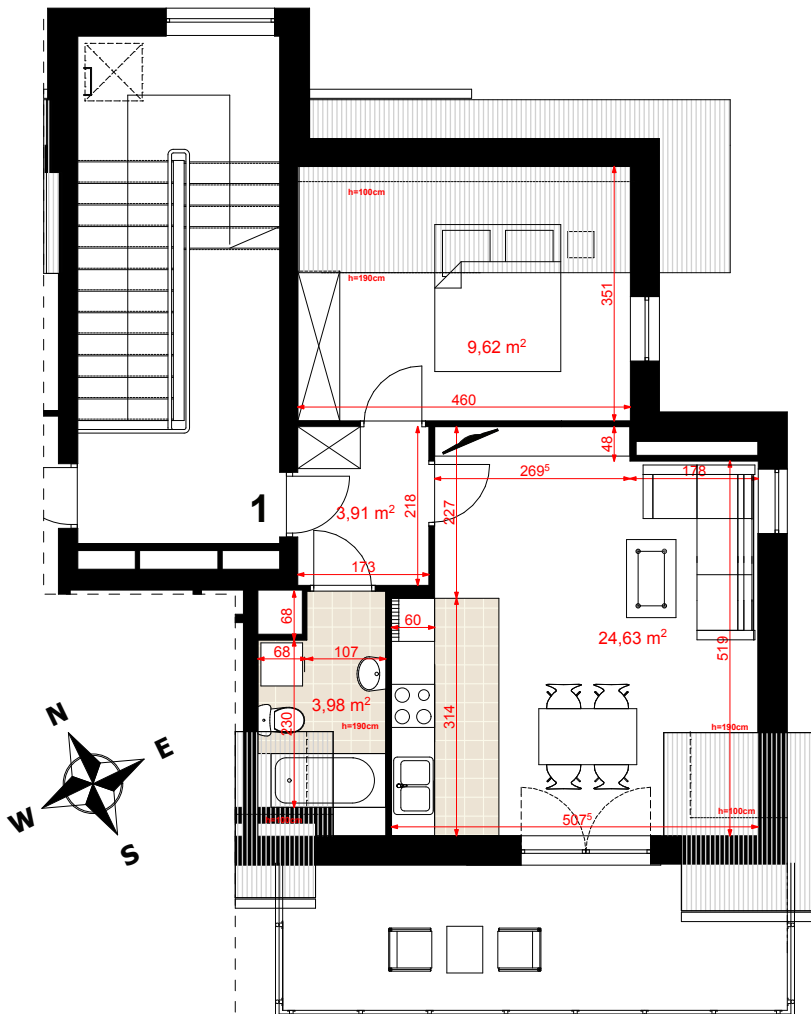 h=100cm
h=190cm
351
9,62 m²
460
48
269⁵
178
1
3,91 m²
218
227
173
68
60
24,63 m²
519
68
107
3,98 m²
230
314
h=190cm
h=190cm
h=100cm
507⁵
N
E
W
S